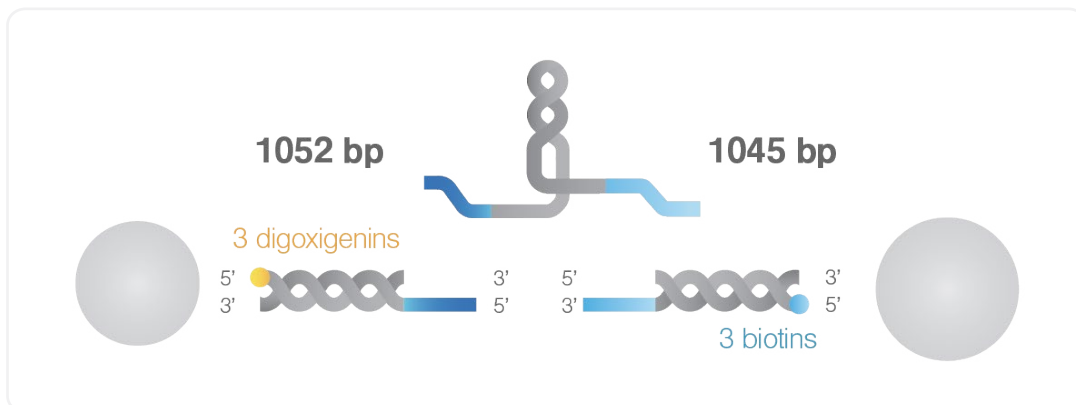 1052 bp
1045 bp
3 digoxigenins
5’ 3’ 5’ 3’
3’ 5’ 3’ 5’
3 biotins